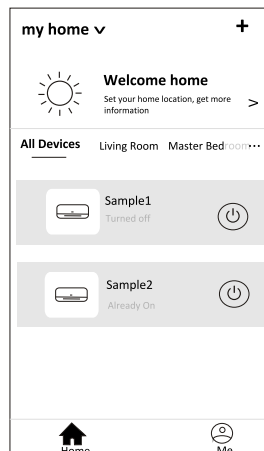 my home
+
Welcome home
Set your home location, get more
information
>
All Devices Living Room Master Bedroom...
Sample1
Turned off
Sample2
Already On
Home Me